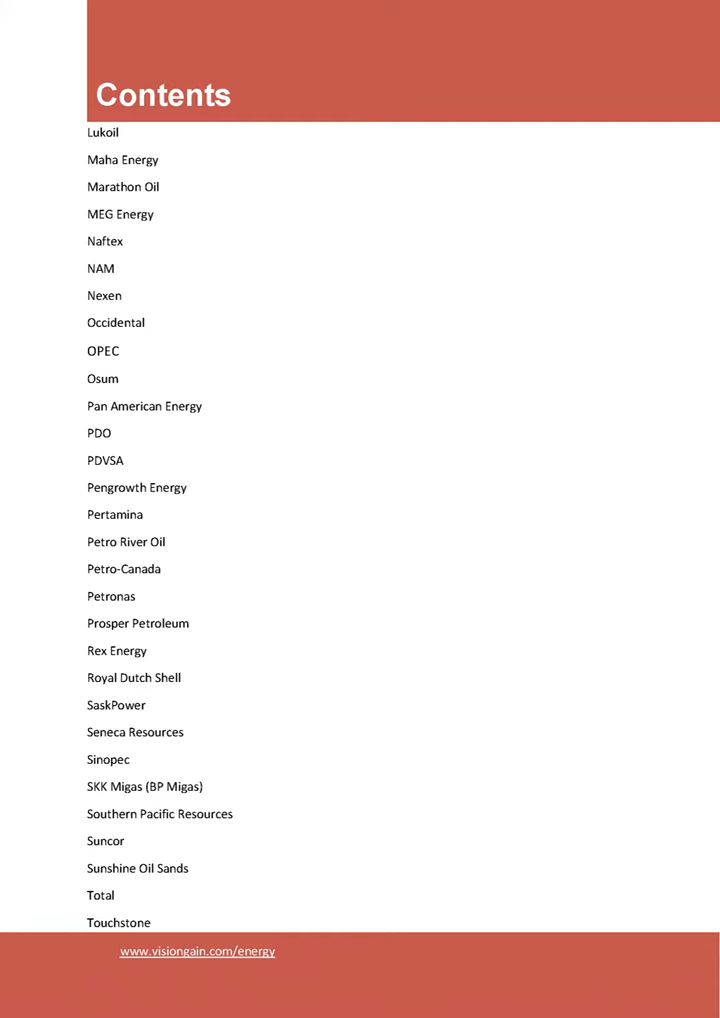 Contents
Lukoil
Maha Energy
Marathon Oil
MEG Energy
Naftex
NAM
Nexen
Occidental
OPEC
Osum
Pan American Energy
PDO
PDVSA
Pengrowth Energy
Pertamina
Petro River Oil
Petro-Canada
Petronas
Prosper Petroleum
Rex Energy
Royal Dutch Shell
SaskPower
Seneca Resources
Sinopec
SKK Migas (BP Migas)
Southern Pacific Resources
Suncor
Sunshine Oil Sands
Total
Touchstone
www.visiongain.com/energy